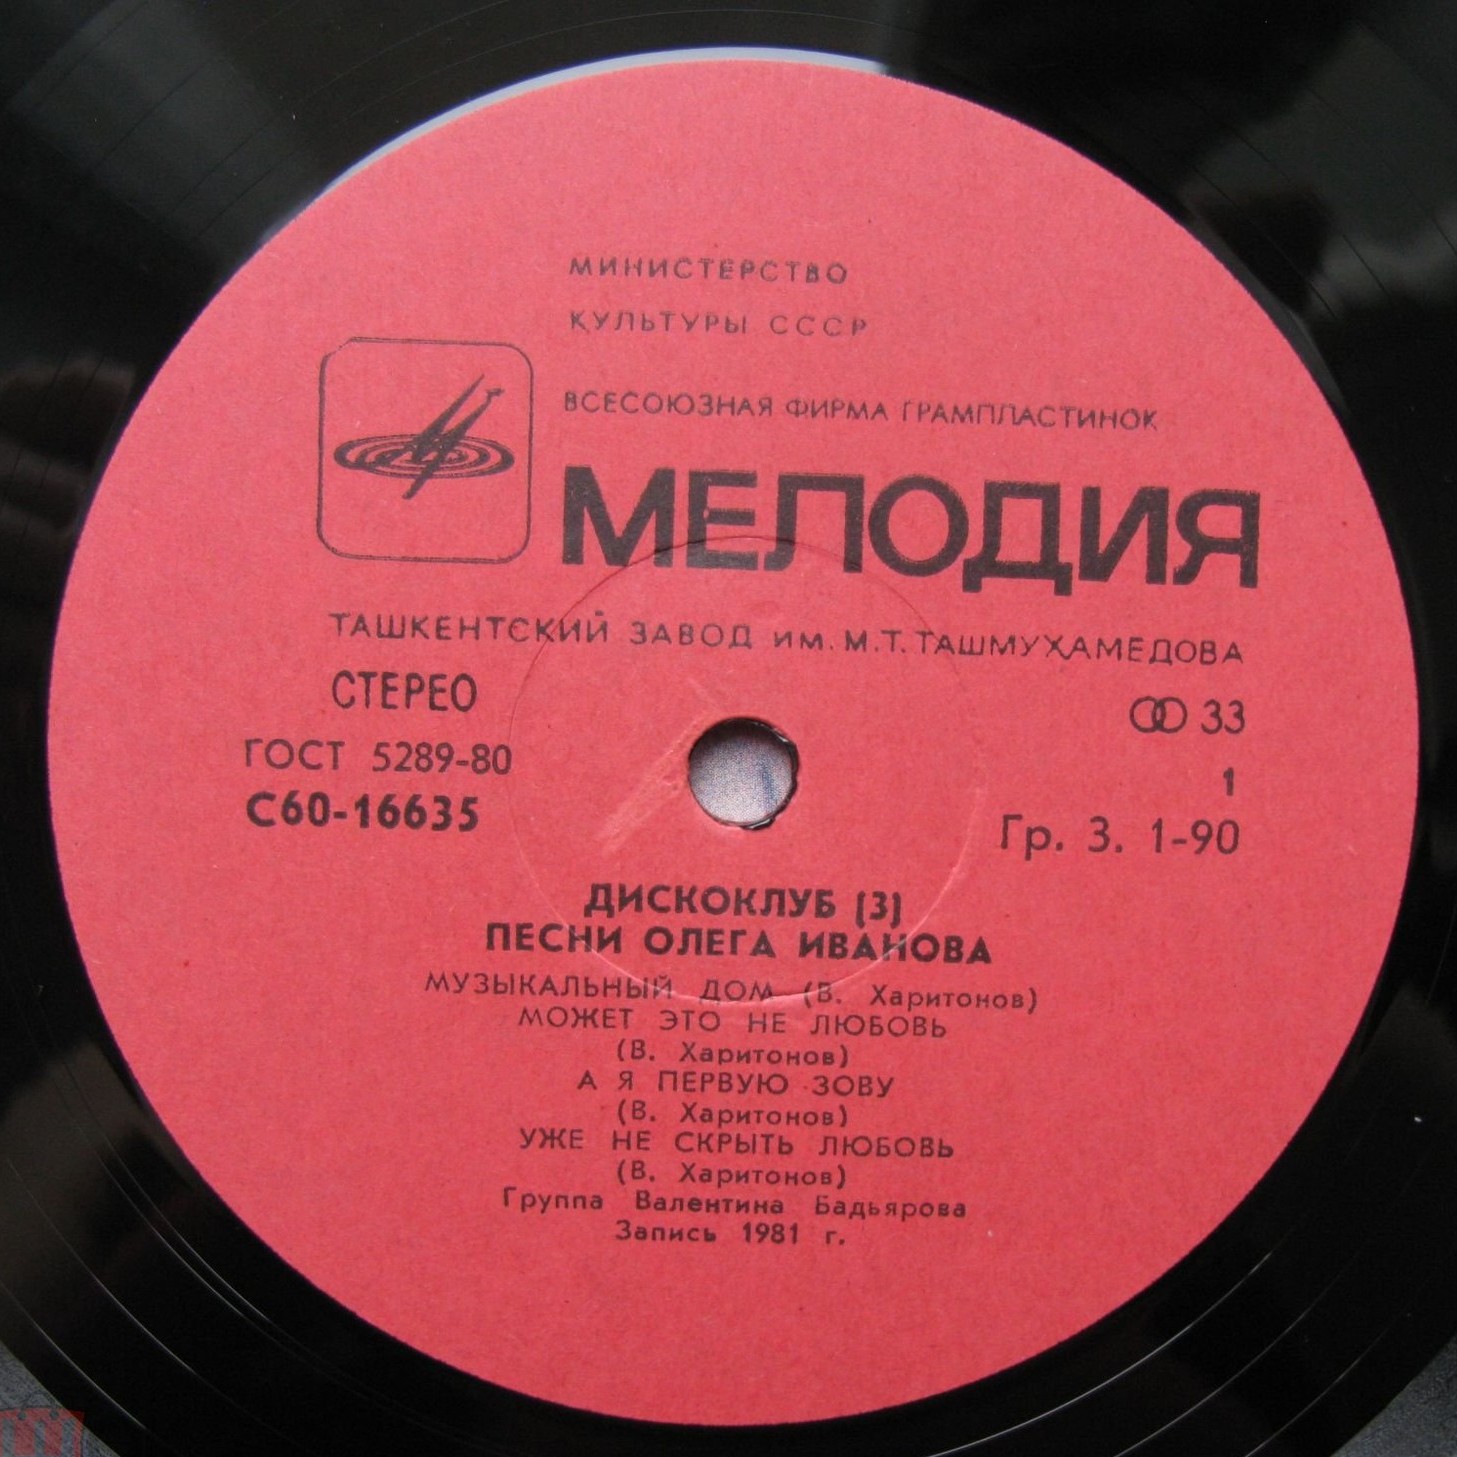 МИНИСТЕРСТВО
КУЛЬТУРЫ СССР
ВСЕСОЮЗНАЯ ФИРМА ГРАМПЛАСТИНОК
МЕЛОДИЯ
ТАШКЕНТСКИЙ ЗАВОД им. М.Т. ТАШМУХАМЕДОВА
СТЕРЕО
33
ГОСТ 5289-80
1
С60-16635
Гр. 3. 1-90
ДИСКОКЛУБ (3)
ПЕСНИ ОЛЕГА ИВАНОВА
МУЗЫКАЛЬНЫЙ ДОМ (В. Харитонов)
МОЖЕТ ЭТО НЕ ЛЮБОВЬ
(В. Харитонов)
А Я ПЕРВУЮ ЗОВУ
(В. Харитонов)
УЖЕ НЕ СКРЫТЬ ЛЮБОВЬ
(В. Харитонов)
Группа Валентина Бадьярова
Запись 1981 г.